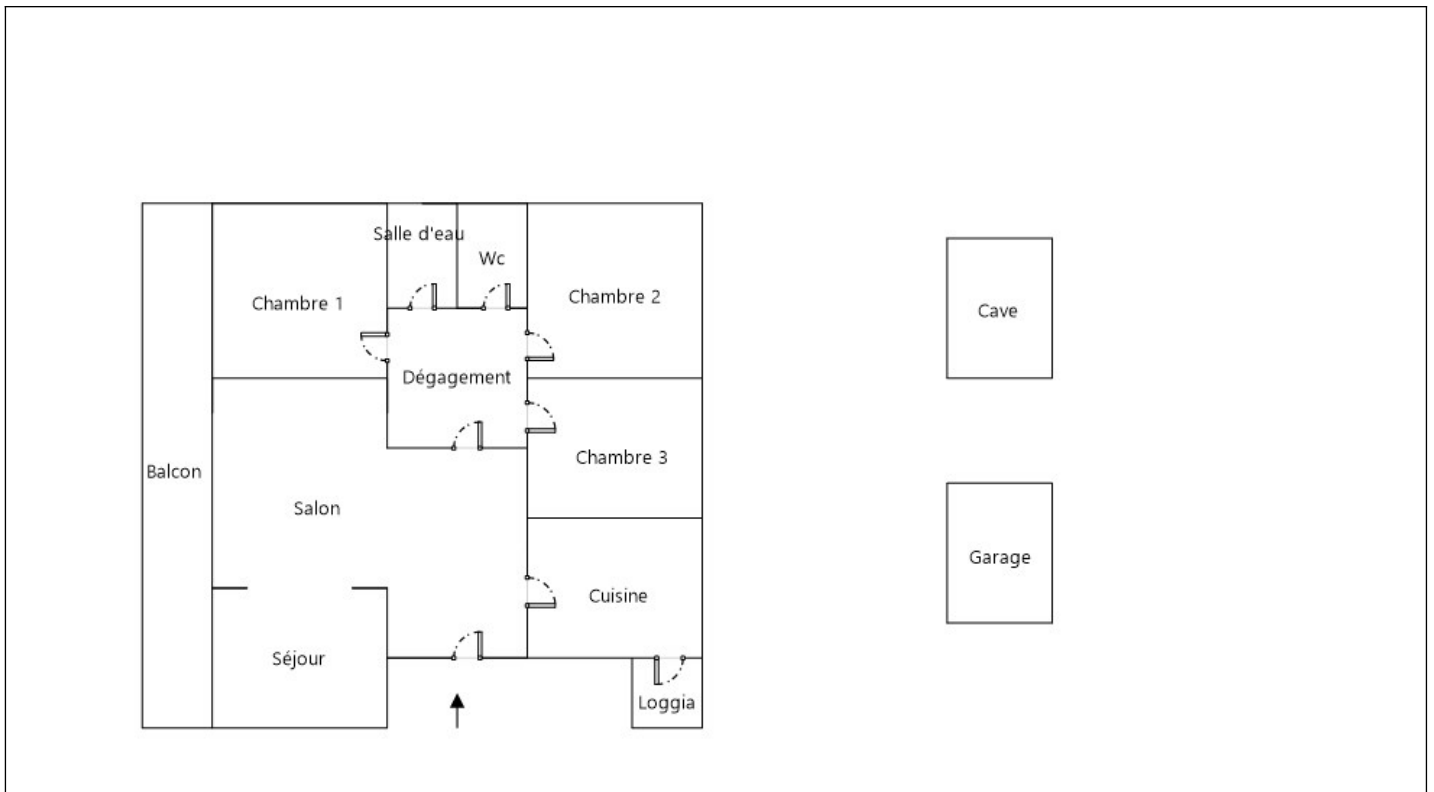 Salle d'eau
Wc
Chambre 1
Chambre 2
Cave
Dégagement
Balcon
Chambre 3
Salon
Garage
Cuisine
Séjour
Loggia